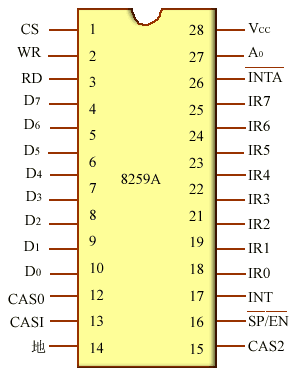 CS 1 28 Vcc
WR 2 27 A0
RD 3 26 INTA
D7 4 25 IR7
D6 5 24 IR6
D5 6 23 IR5
D4 8259A IR4
D3 7 22 IR3
D2 8 21 IR2
D1 9 19 IR1
D0 10 18 IR0
CAS0 12 17 INT
CASI 13 16 SP/EN
地 14 15 CAS2